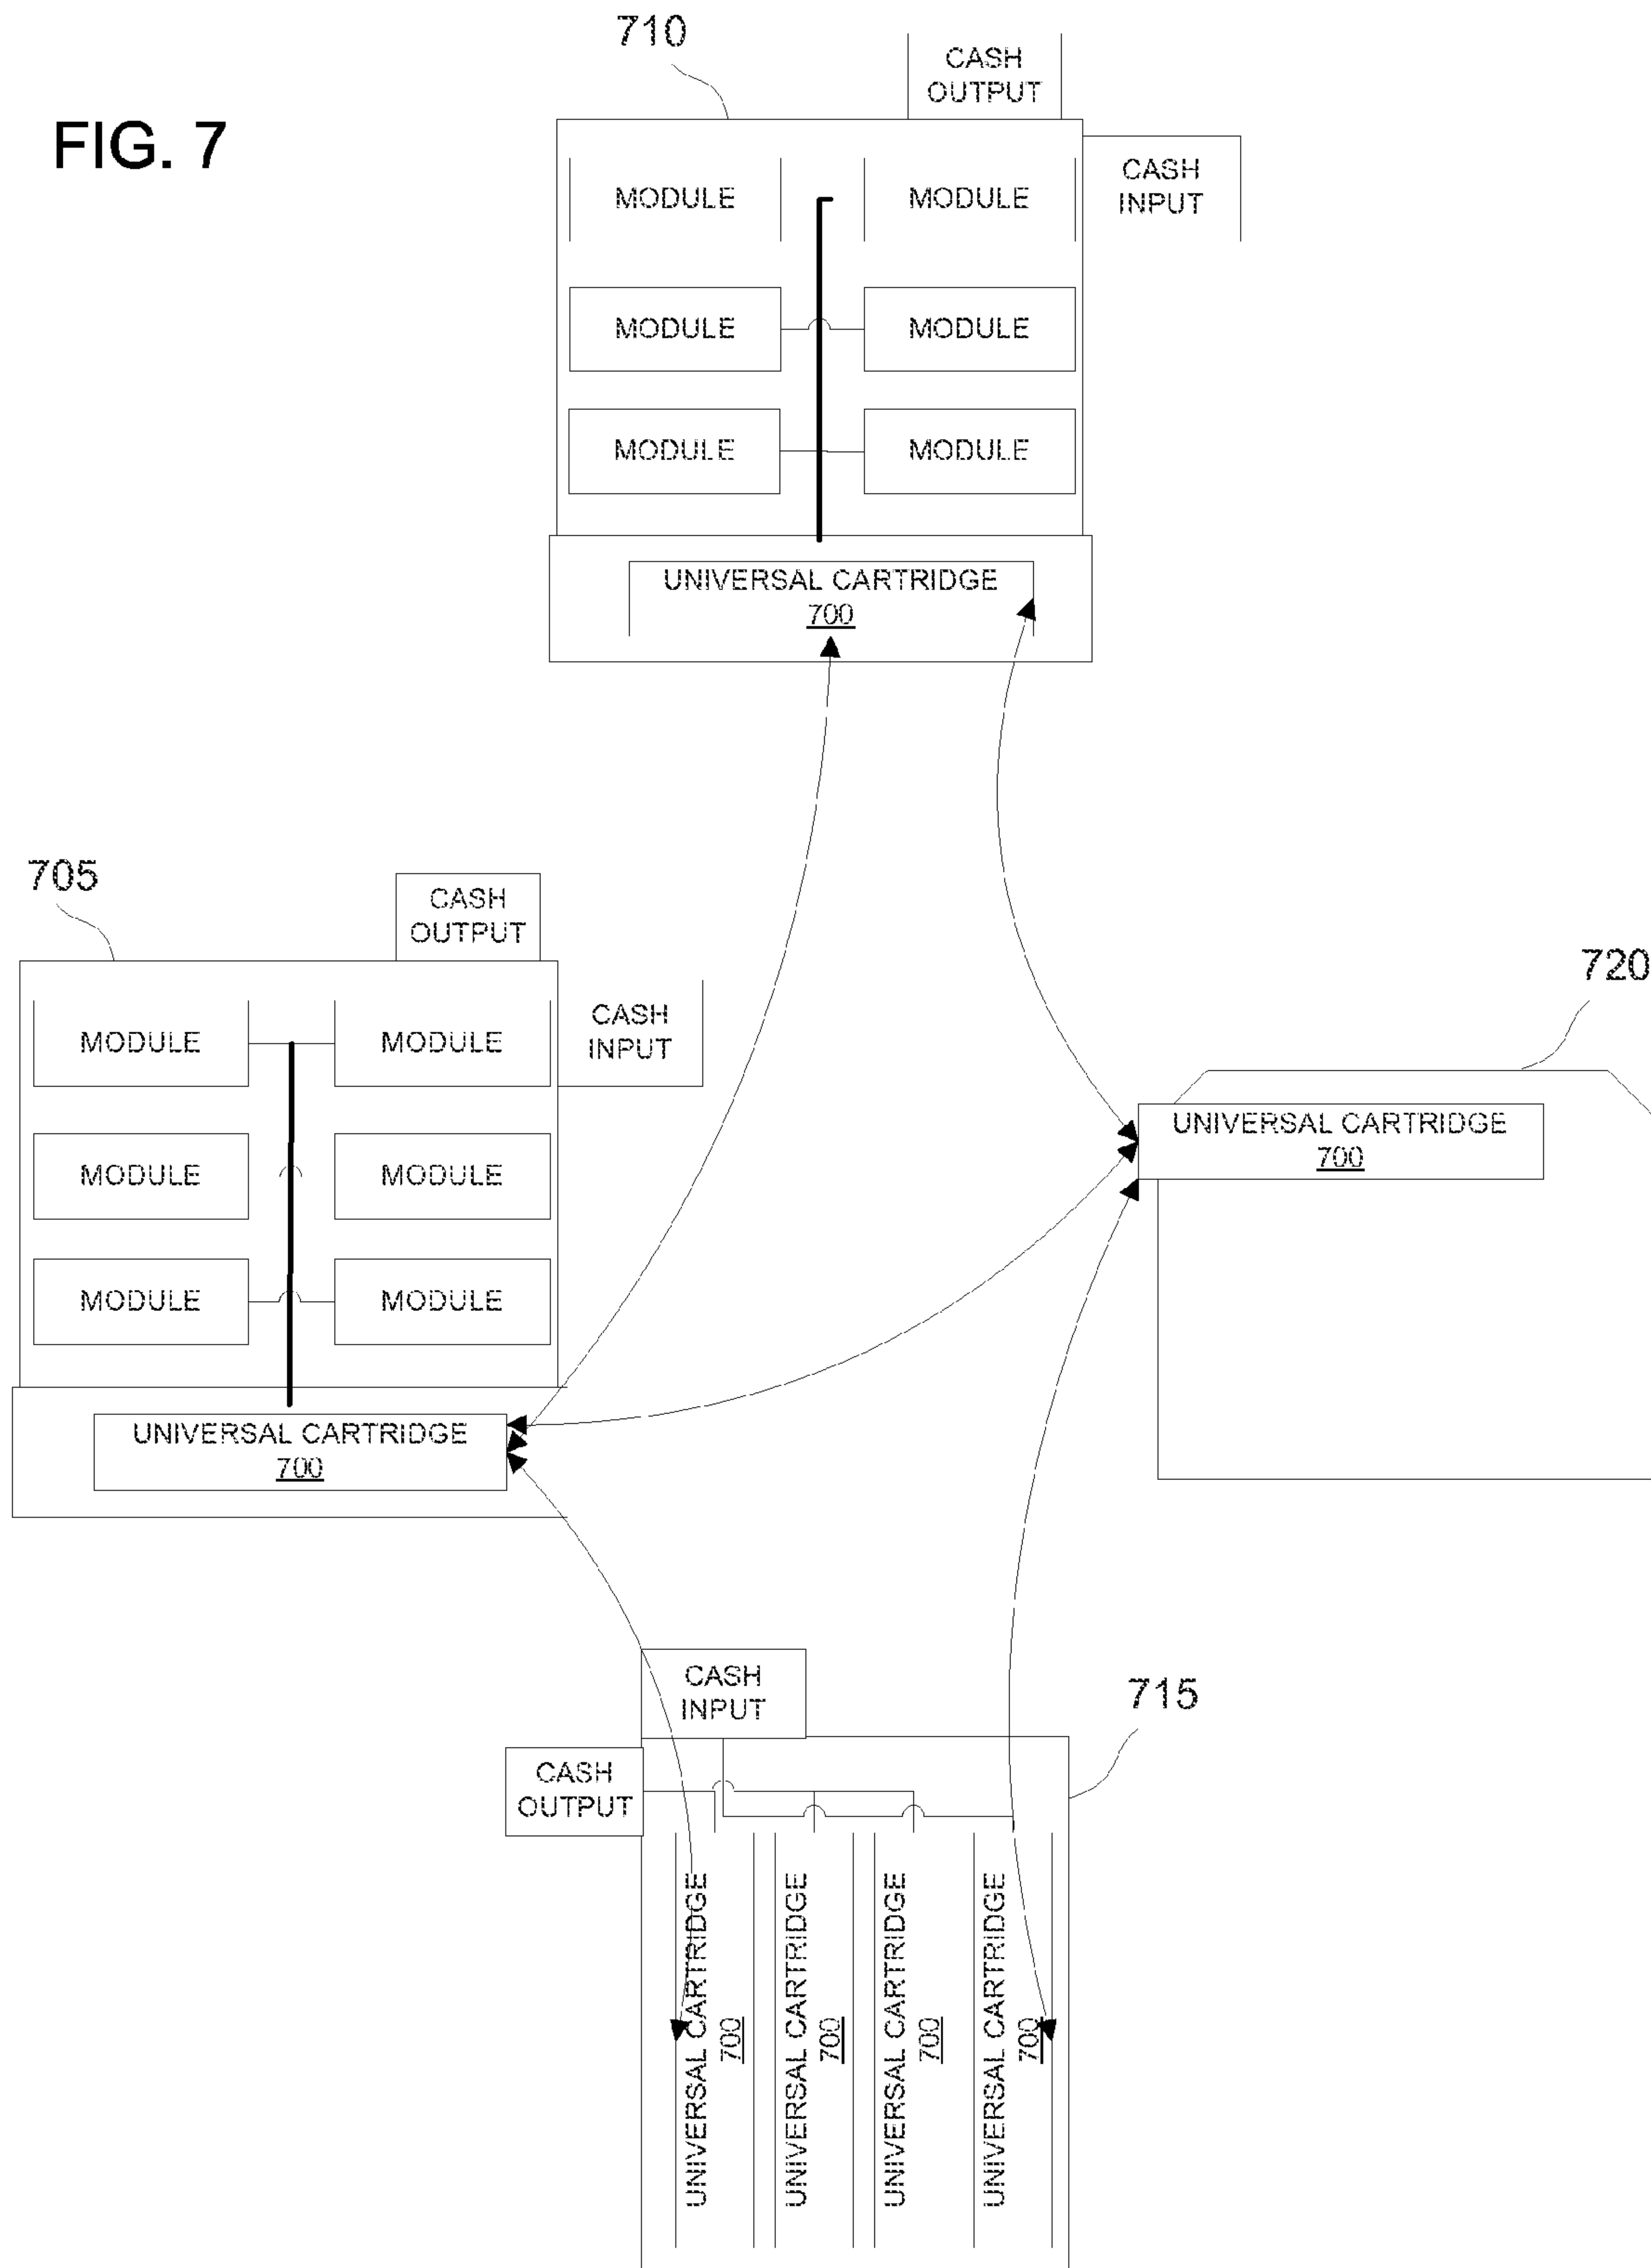 710
CASH
OUTPUT
FIG. 7
CASH
INPUT
MODULE
MODULE
MODULE
MODULE
MODULE
MODULE
UNIVERSAL CARTRIDGE
700
705
CASH
OUTPUT
720
CASH
INPUT
MODULE
MODULE
MODULE
MODULE
MODULE
MODULE
UNIVERSAL CARTRIDGE
700
UNIVERSAL CARTRIDGE
700
CASH
INPUT
715
CASH
OUTPUT
UNIVERSAL CARTRIDGE
700
UNIVERSAL CARTRIDGE
700
UNIVERSAL CARTRIDGE
700
UNIVERSAL CARTRIDGE
700